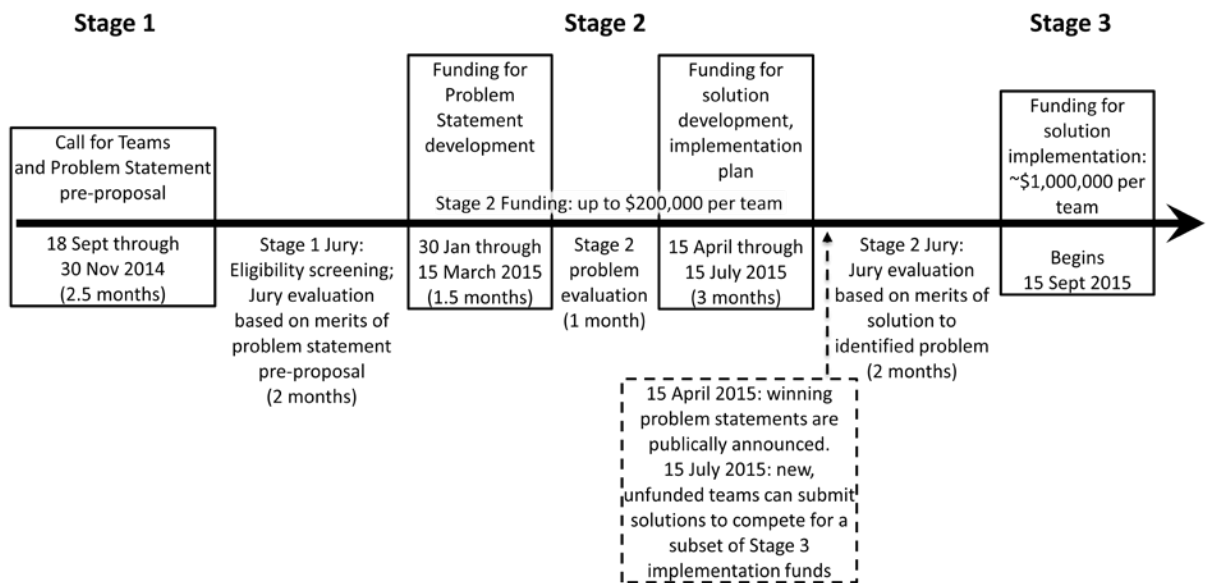 Stage 1
Stage 2
Stage 3
Call for Teams
and Problem Statement
pre-proposal
18 Sept through
30 Nov 2014
(2.5 months)
Stage 1 Jury:
Eligibility screening;
Jury evaluation
based on merits of
problem statement
pre-proposal
(2 months)
Funding for
Problem
Statement
development
Stage 2 Funding: up to $200,000 per team
30 Jan through
15 March 2015
(1.5 months)
Stage 2
problem
evaluation
(1 month)
Funding for
solution
development,
implementation
plan
15 April through
15 July 2015
(3 months)
15 April 2015: winning
problem statements are
publically announced.
15 July 2015: new,
unfunded teams can submit
solutions to compete for a
subset of Stage 3
implementation funds
Stage 2 Jury:
Jury evaluation
based on merits of
solution to
identified problem
(2 months)
Funding for
solution
implementation:
~$1,000,000 per
team
Begins
15 Sept 2015